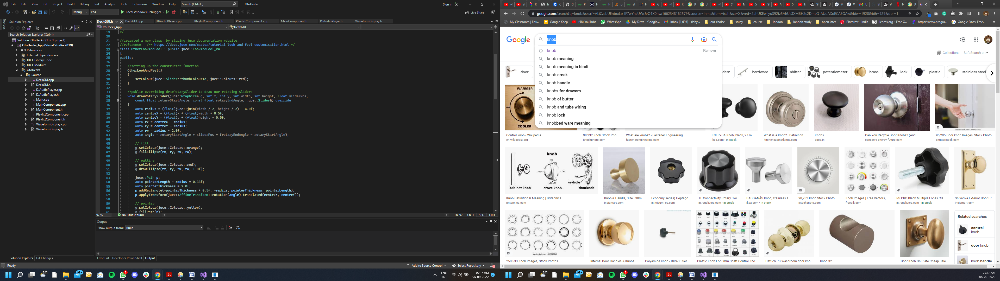 File Edit View Git Project Build Debug Test Analyze Tools Extensions Window Help Search (Ctrl+Q) OtoDecks Sign in
Debug x64 Local Windows Debugger Live Share
Toolbox
Solution Explorer
Search Solution Explorer (Ctrl+;)
Solution 'OtoDecks' (1 of 1 project)
OtoDecks_App (Visual Studio 2019)
References
External Dependencies
JUCE Library Code
JUCE Modules
OtoDecks
Source
DeckGUI.cpp
DeckGUI.h
DJAudioPlayer.cpp
DJAudioPlayer.h
Main.cpp
MainComponent.cpp
MainComponent.h
PlaylistComponent.cpp
PlaylistComponent.h
WaveformDisplay.cpp
WaveformDisplay.h
Solution Explorer Git Changes
DeckGUI.h DeckGUI.cpp DJAudioPlayer.cpp PlaylistComponent.h PlaylistComponent.cpp MainComponent.h DJAudioPlayer.h WaveformDisplay.h
OtoDecks_App DeckGUI
19 */
20
21 //crerated a new class, by studing juce documentation website.
22 //reference: /** https://docs.juce.com/master/tutorial_look_and_feel_customisation.html */
23 class OtherLookAndFeel : public juce::LookAndFeel_V4
24 {
25 public:
26
27 //setting up the constructor function
28 OtherLookAndFeel()
29 {
30 setColour(juce::Slider::thumbColourId, juce::Colours::red);
31 }
32
33 //public overriding drawRotarySlider to draw our rotating sliders
34 void drawRotarySlider(juce::Graphics& g, int x, int y, int width, int height, float sliderPos,
35 const float rotaryStartAngle, const float rotaryEndAngle, juce::Slider&) override
36 {
37 auto radius = (float)juce::jmin(width / 2, height / 2) - 4.0f;
38 auto centreX = (float)x + (float)width * 0.5f;
39 auto centreY = (float)y + (float)height * 0.5f;
40 auto rx = centreX - radius;
41 auto ry = centreY - radius;
42 auto rw = radius * 2.0f;
43 auto angle = rotaryStartAngle + sliderPos * (rotaryEndAngle - rotaryStartAngle);
44
45 // fill
46 g.setColour(juce::Colours::orange);
47 g.fillEllipse(rx, ry, rw, rw);
48
49 // outline
50 g.setColour(juce::Colours::red);
51 g.drawEllipse(rx, ry, rw, rw, 1.0f);
52
53 juce::Path p;
54 auto pointerLength = radius * 0.33f;
55 auto pointerThickness = 2.0f;
56 p.addRectangle(-pointerThickness * 0.5f, -radius, pointerThickness, pointerLength);
57 p.applyTransform(juce::AffineTransform::rotation(angle).translated(centreX, centreY));
58
59 // pointer
60 g.setColour(juce::Colours::yellow);
61 g.fillPath(p);
97 % No issues found Ln: 92 Ch: 1 SPC CRLF
Output
Show output from: Build
Error List Developer PowerShell Output
Ready Add to Source Control Select Repository
24° 99+ ENG IN 09:17 AM 05-09-2022 2
google.com/search?q=knob&sxsrf=ALiCzsbUEnbrxLp-IF7wYhcUWrJeQ1X0hw:1662348162579&source=lnms&tbm=isch&sa=X&ved=2ahUKEwilyuS92fz5AhUz3XMBHSc2DmcQ_AUoAXoECAEQAw&biw=1920&bih=929&dpr=1
My Classroom | Edu... Google Keep (58) YouTube WhatsApp My Drive - Google... Inbox (1,694) - rishy... our choice study course london london study open later Pinterest - India lichess.org • Free O... https://www.progra... Google Docs: Free...
Google knob
Collections SafeSearch on
knob Remove
knob meaning
knob meaning in hindi
knob creek
knob handle
knobs for drawers
knob of butter
knob and tube wiring
knob lock
knobbed ware meaning
door dern hardware shifter potentiometer brass lock plastic stainless steel
WARMER
COOLER
Control knob - Wikipedia
en.wikipedia.org
98,232 Knob Stock Pho...
istockphoto.com
What are knobs? - Fastener Engineering
fastenerengineering.com
ENERYDA Knob, black, 27 m...
ikea.com · In stock
What is a Knob? | Definition ...
kitchencabinetkings.com
Knobs
ebco.in
Can You Recycle Door Knobs? (And 5 ...
conserve-energy-future.com
95,205 Door knob Images, Stock Photo...
shutterstock.com
knob
OFF
HIGH LOW
MEDIUM
keyhole
cabinet knob stove knob doorknob
Knob Definition & Meaning | Britannica ...
britannica.com
Knob & Handle, Size : 38m...
indiamart.com
Economy series) Heptago...
in.misumi-ec.com
TE Connectivity Rotary Swi...
in.rsdelivers.com · In stock
BAGGANÄS Knob, stainless s...
ikea.com · In stock
98,232 Knob Stock Photo...
istockphoto.com
Knob Images | Free Vectors, ...
freepik.com
RS PRO Black Multiple Lobes Cla...
in.rsdelivers.com · In stock
Shivarika Exterior Door Br...
indiamart.com
250,533 Knob Images, Stock Photos ...
Internal Door Handles & Knobs ...
Polyamide Knob - DKS-30 Ser...
Plastic Knob For 6mm Shaft Control Kno...
Hettich PB Washroom door kno...
Knob 32
Door Knob On Plate Cheap Sale...
Related searches
control knob
door knob
knob handle
24° 99+ 09:17 AM 05-09-2022